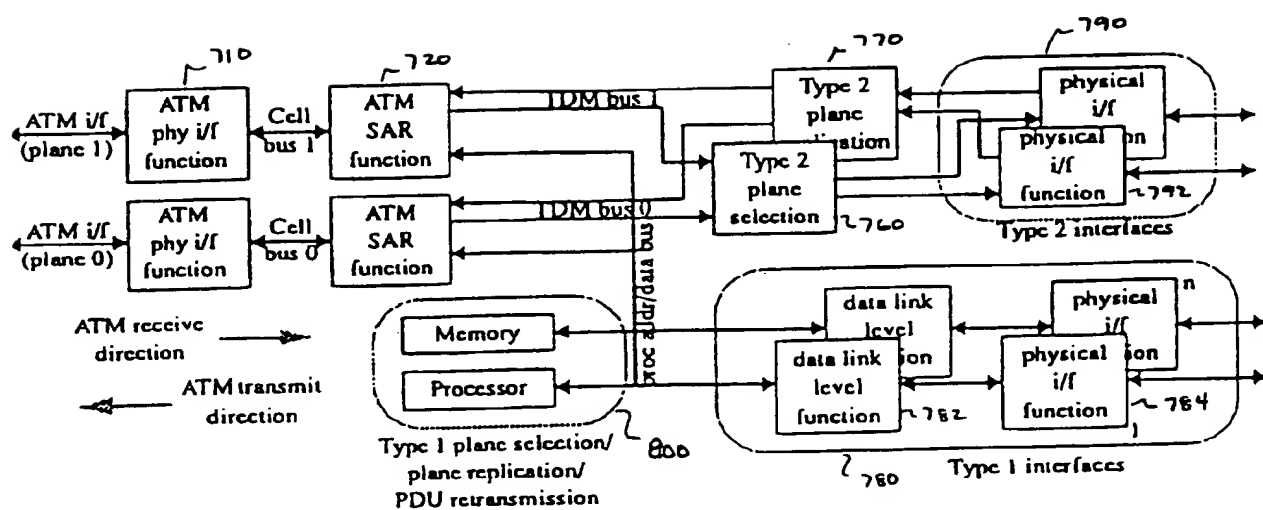 710
720
770
790
ATM
phy i/f
function
ATM
SAR
function
Type 2
plane
physical
i/f
ATM i/f
(plane 1)
Cell
bus 1
TDM bus 1
Type 2
plane
selection
physical
i/f
function
792
760
Type 2 interfaces
ATM i/f
(plane 0)
ATM
phy i/f
function
Cell
bus 0
ATM
SAR
function
TDM bus 0
proc addr/data bus
ATM receive
direction
ATM transmit
direction
Memory
Processor
800
Type 1 plane selection/
plane replication/
PDU retransmission
data link
level
physical
i/f
n
data link
level
function
782
physical
i/f
function
784
1
780
Type 1 interfaces